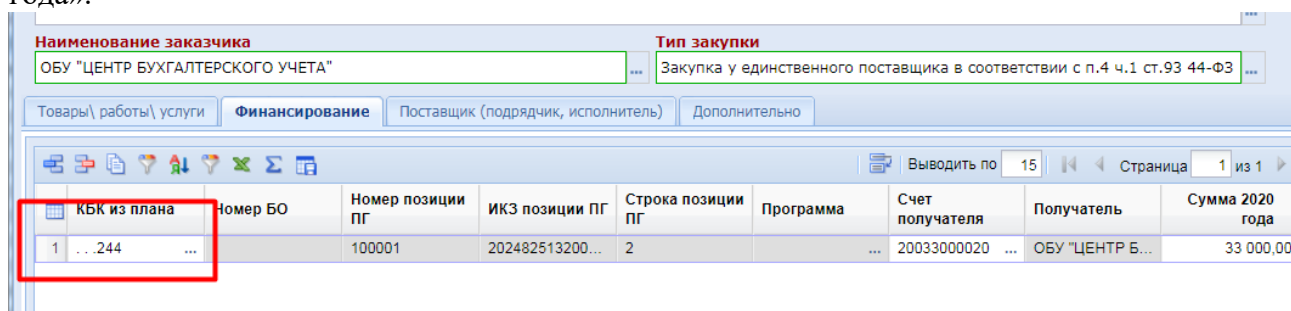 года».
Наименование заказчика Тип закупки
ОБУ "ЦЕНТР БУХГАЛТЕРСКОГО УЧЕТА" ... Закупка у единственного поставщика в соответствии с п.4 ч.1 ст.93 44-ФЗ ...
Товары\ работы\ услуги Финансирование Поставщик (подрядчик, исполнитель) Дополнительно
Выводить по 15 Страница 1 из 1
КБК из плана Номер БО Номер позиции ПГ ИКЗ позиции ПГ Строка позиции ПГ Программа Счет получателя Получатель Сумма 2020 года
1 . . .244 ... 100001 202482513200... 2 ... 20033000020 ... ОБУ "ЦЕНТР Б... 33 000,00